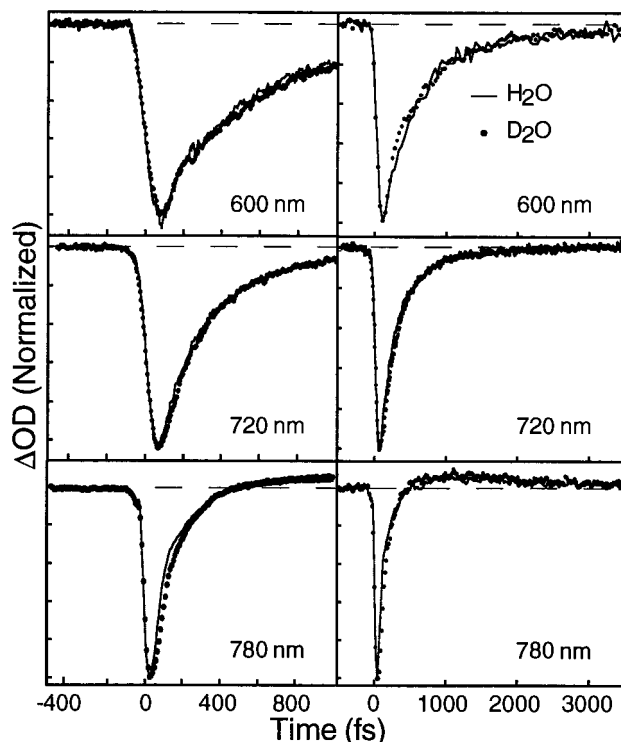 — H₂O
• D₂O
600 nm
600 nm
720 nm
720 nm
780 nm
780 nm
ΔOD (Normalized)
-400 0 400 800 0 1000 2000 3000
Time (fs)